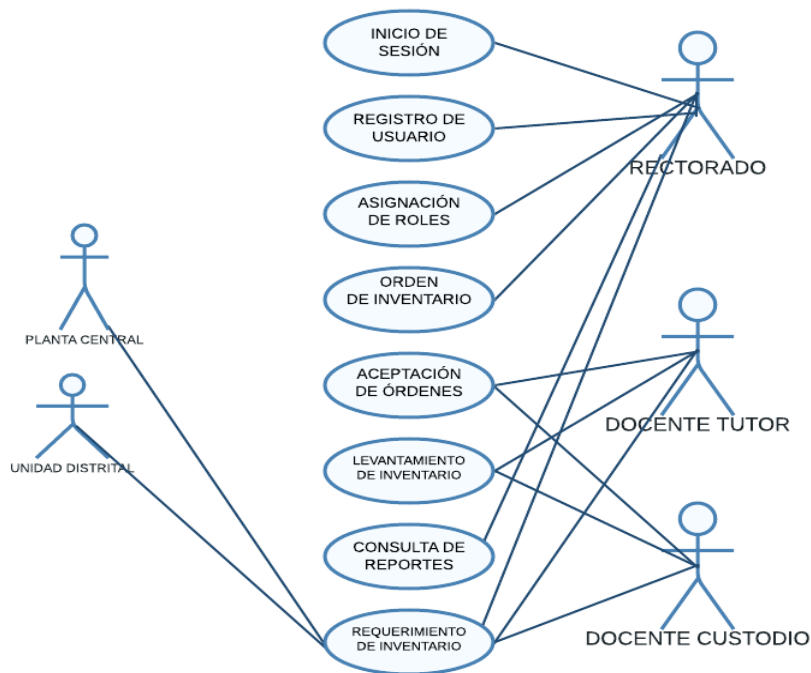 INICIO DE
SESIÓN
REGISTRO DE
USUARIO
RECTORADO
ASIGNACIÓN
DE ROLES
ORDEN
DE INVENTARIO
PLANTA CENTRAL
ACEPTACIÓN
DE ÓRDENES
DOCENTE TUTOR
UNIDAD DISTRITAL
LEVANTAMIENTO
DE INVENTARIO
CONSULTA DE
REPORTES
REQUERIMIENTO
DE INVENTARIO
DOCENTE CUSTODIO